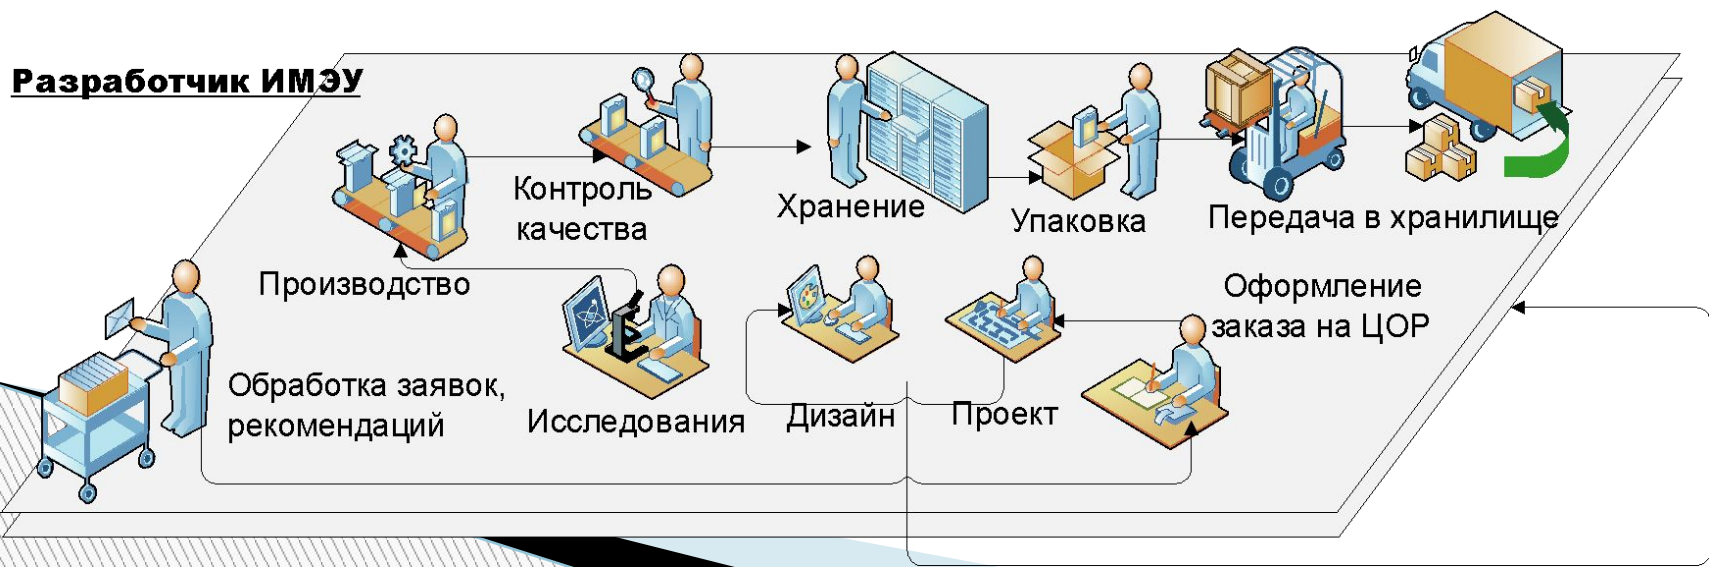 Разработчик ИМЭУ
Контроль
качества
Хранение
Упаковка
Передача в хранилище
Производство
Оформление
заказа на ЦОР
Обработка заявок,
рекомендаций
Исследования
Дизайн
Проект